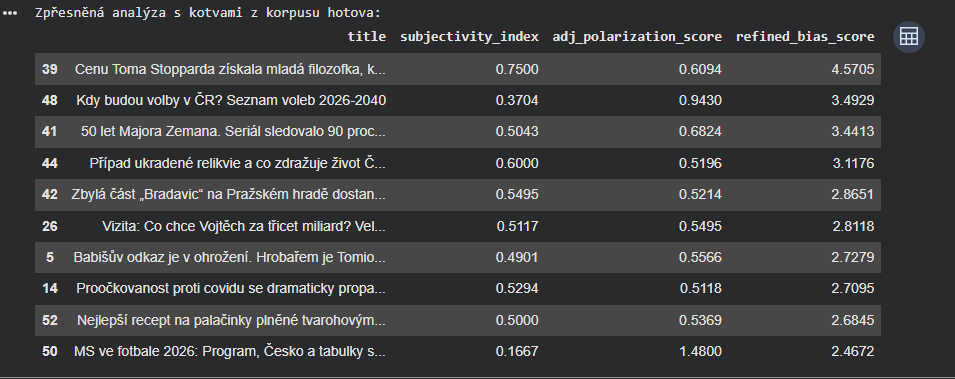 Zpřesněná analýza s kotvami z korpusu hotova:
title subjectivity_index adj_polarization_score refined_bias_score
39 Cenu Toma Stopparda získala mladá filozofka, k... 0.7500 0.6094 4.5705
48 Kdy budou volby v ČR? Seznam voleb 2026-2040 0.3704 0.9430 3.4929
41 50 let Majora Zemana. Seriál sledovalo 90 proc... 0.5043 0.6824 3.4413
44 Případ ukradené relikvie a co zdražuje život Č... 0.6000 0.5196 3.1176
42 Zbylá část „Bradavic“ na Pražském hradě dostan... 0.5495 0.5214 2.8651
26 Vizita: Co chce Vojtěch za třicet miliard? Vel... 0.5117 0.5495 2.8118
5 Babišův odkaz je v ohrožení. Hrobařem je Tomio... 0.4901 0.5566 2.7279
14 Proočkovanost proti covidu se dramaticky propa... 0.5294 0.5118 2.7095
52 Nejlepší recept na palačinky plněné tvarohovým... 0.5000 0.5369 2.6845
50 MS ve fotbale 2026: Program, Česko a tabulky s... 0.1667 1.4800 2.4672